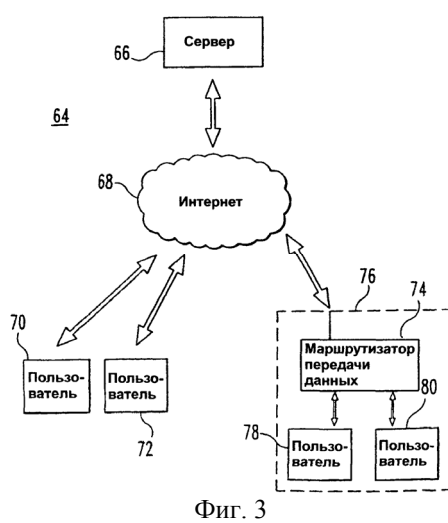 66
Сервер
64
68
Интернет
70
Пользо-
ватель
Пользо-
ватель
72
76
74
Маршрутизатор
передачи
данных
78
Пользо-
ватель
80
Пользо-
ватель
Фиг. 3